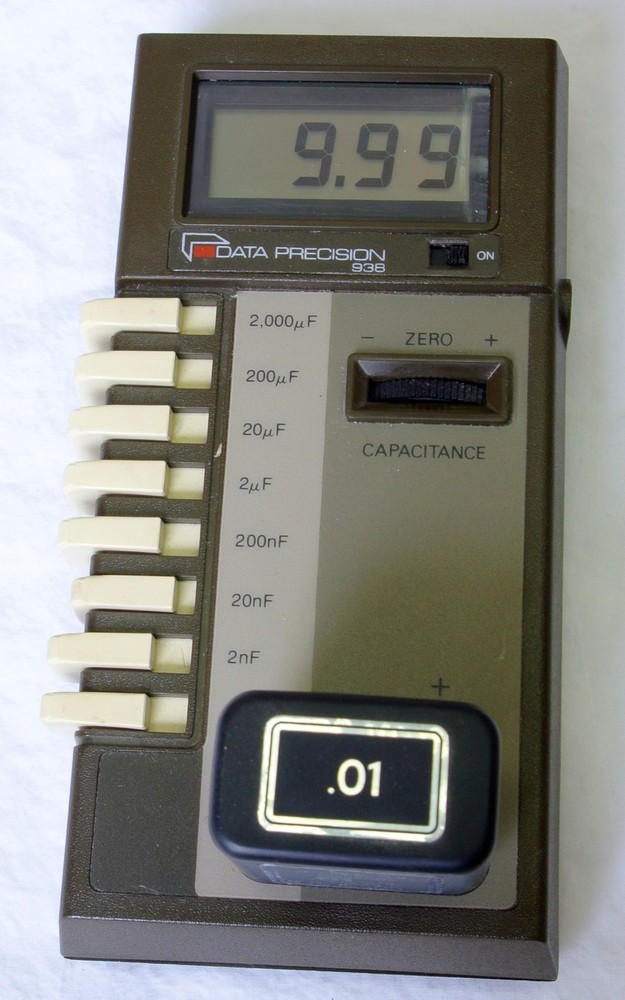 9.99
DATA PRECISION
938
ON
2,000μF
200μF
20μF
2μF
200nF
20nF
2nF
− ZERO +
CAPACITANCE
+
.01